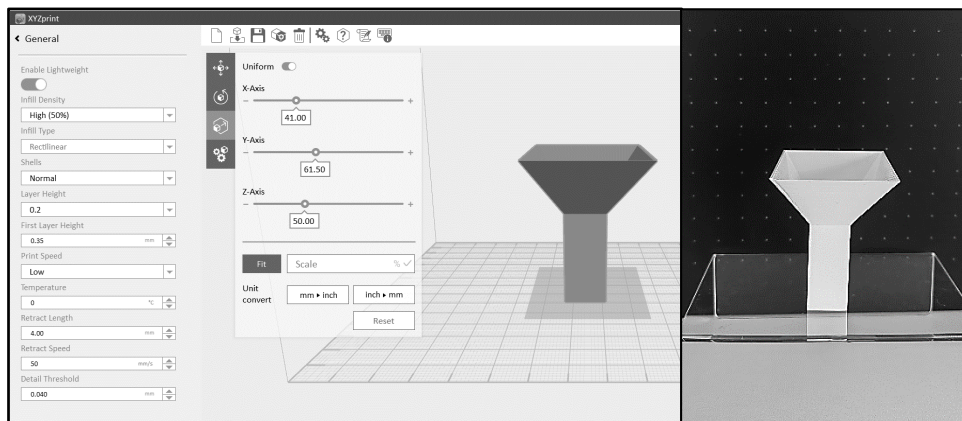 XYZprint
General
Enable Lightweight
Infill Density
High (50%)
Infill Type
Rectilinear
Shells
Normal
Layer Height
0.2
First Layer Height
0.35 mm
Print Speed
Low
Temperature
0 °C
Retract Length
4.00 mm
Retract Speed
50 mm/s
Detail Threshold
0.040 mm
Uniform
X-Axis
- +
41.00
Y-Axis
- +
61.50
Z-Axis
- +
50.00
Fit Scale %
Unit convert mm ▸ inch inch ▸ mm
Reset